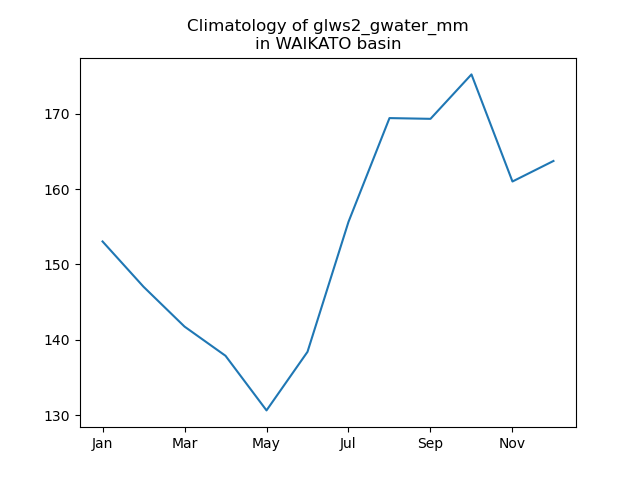 Climatology of glws2_gwater_mm
in WAIKATO basin
170
160
150
140
130
Jan
Mar
May
Jul
Sep
Nov